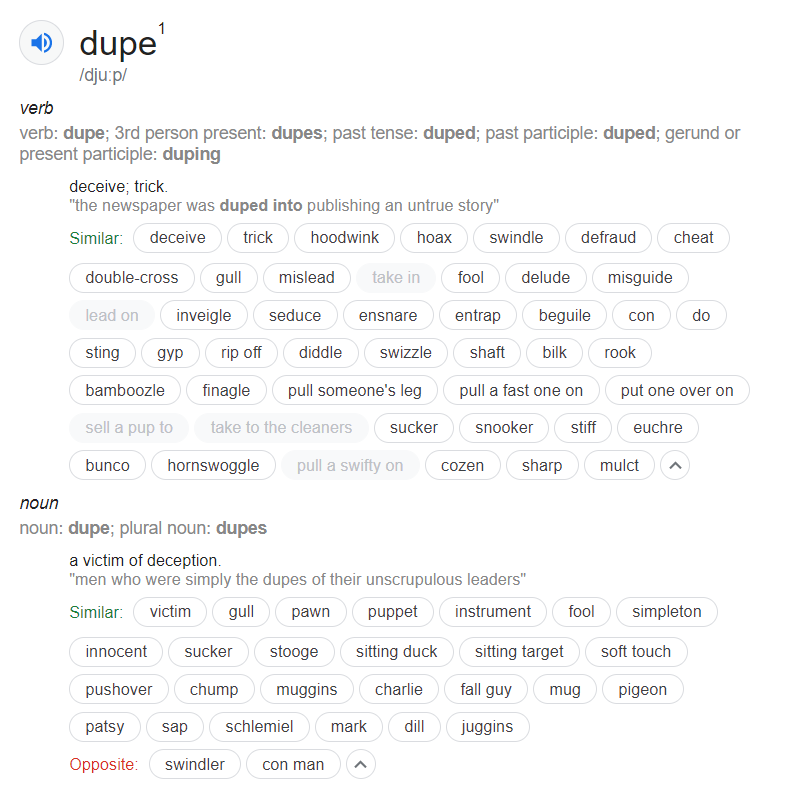 dupe1
/djuːp/
verb
verb: dupe; 3rd person present: dupes; past tense: duped; past participle: duped; gerund or
present participle: duping
deceive; trick.
"the newspaper was duped into publishing an untrue story"
Similar: deceive trick hoodwink hoax swindle defraud cheat
double-cross gull mislead take in fool delude misguide
lead on inveigle seduce ensnare entrap beguile con do
sting gyp rip off diddle swizzle shaft bilk rook
bamboozle finagle pull someone's leg pull a fast one on put one over on
sell a pup to take to the cleaners sucker snooker stiff euchre
bunco hornswoggle pull a swifty on cozen sharp mulct
noun
noun: dupe; plural noun: dupes
a victim of deception.
"men who were simply the dupes of their unscrupulous leaders"
Similar: victim gull pawn puppet instrument fool simpleton
innocent sucker stooge sitting duck sitting target soft touch
pushover chump muggins charlie fall guy mug pigeon
patsy sap schlemiel mark dill juggins
Opposite: swindler con man